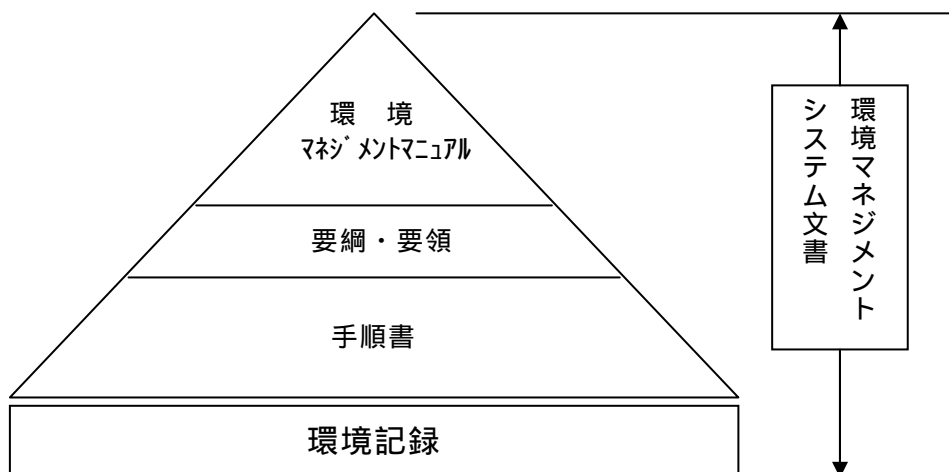 環　境
ﾏﾈｼﾞﾒﾝﾄﾏﾆｭｱﾙ
要綱・要領
手順書
環境記録
環境マネジメント
システム文書